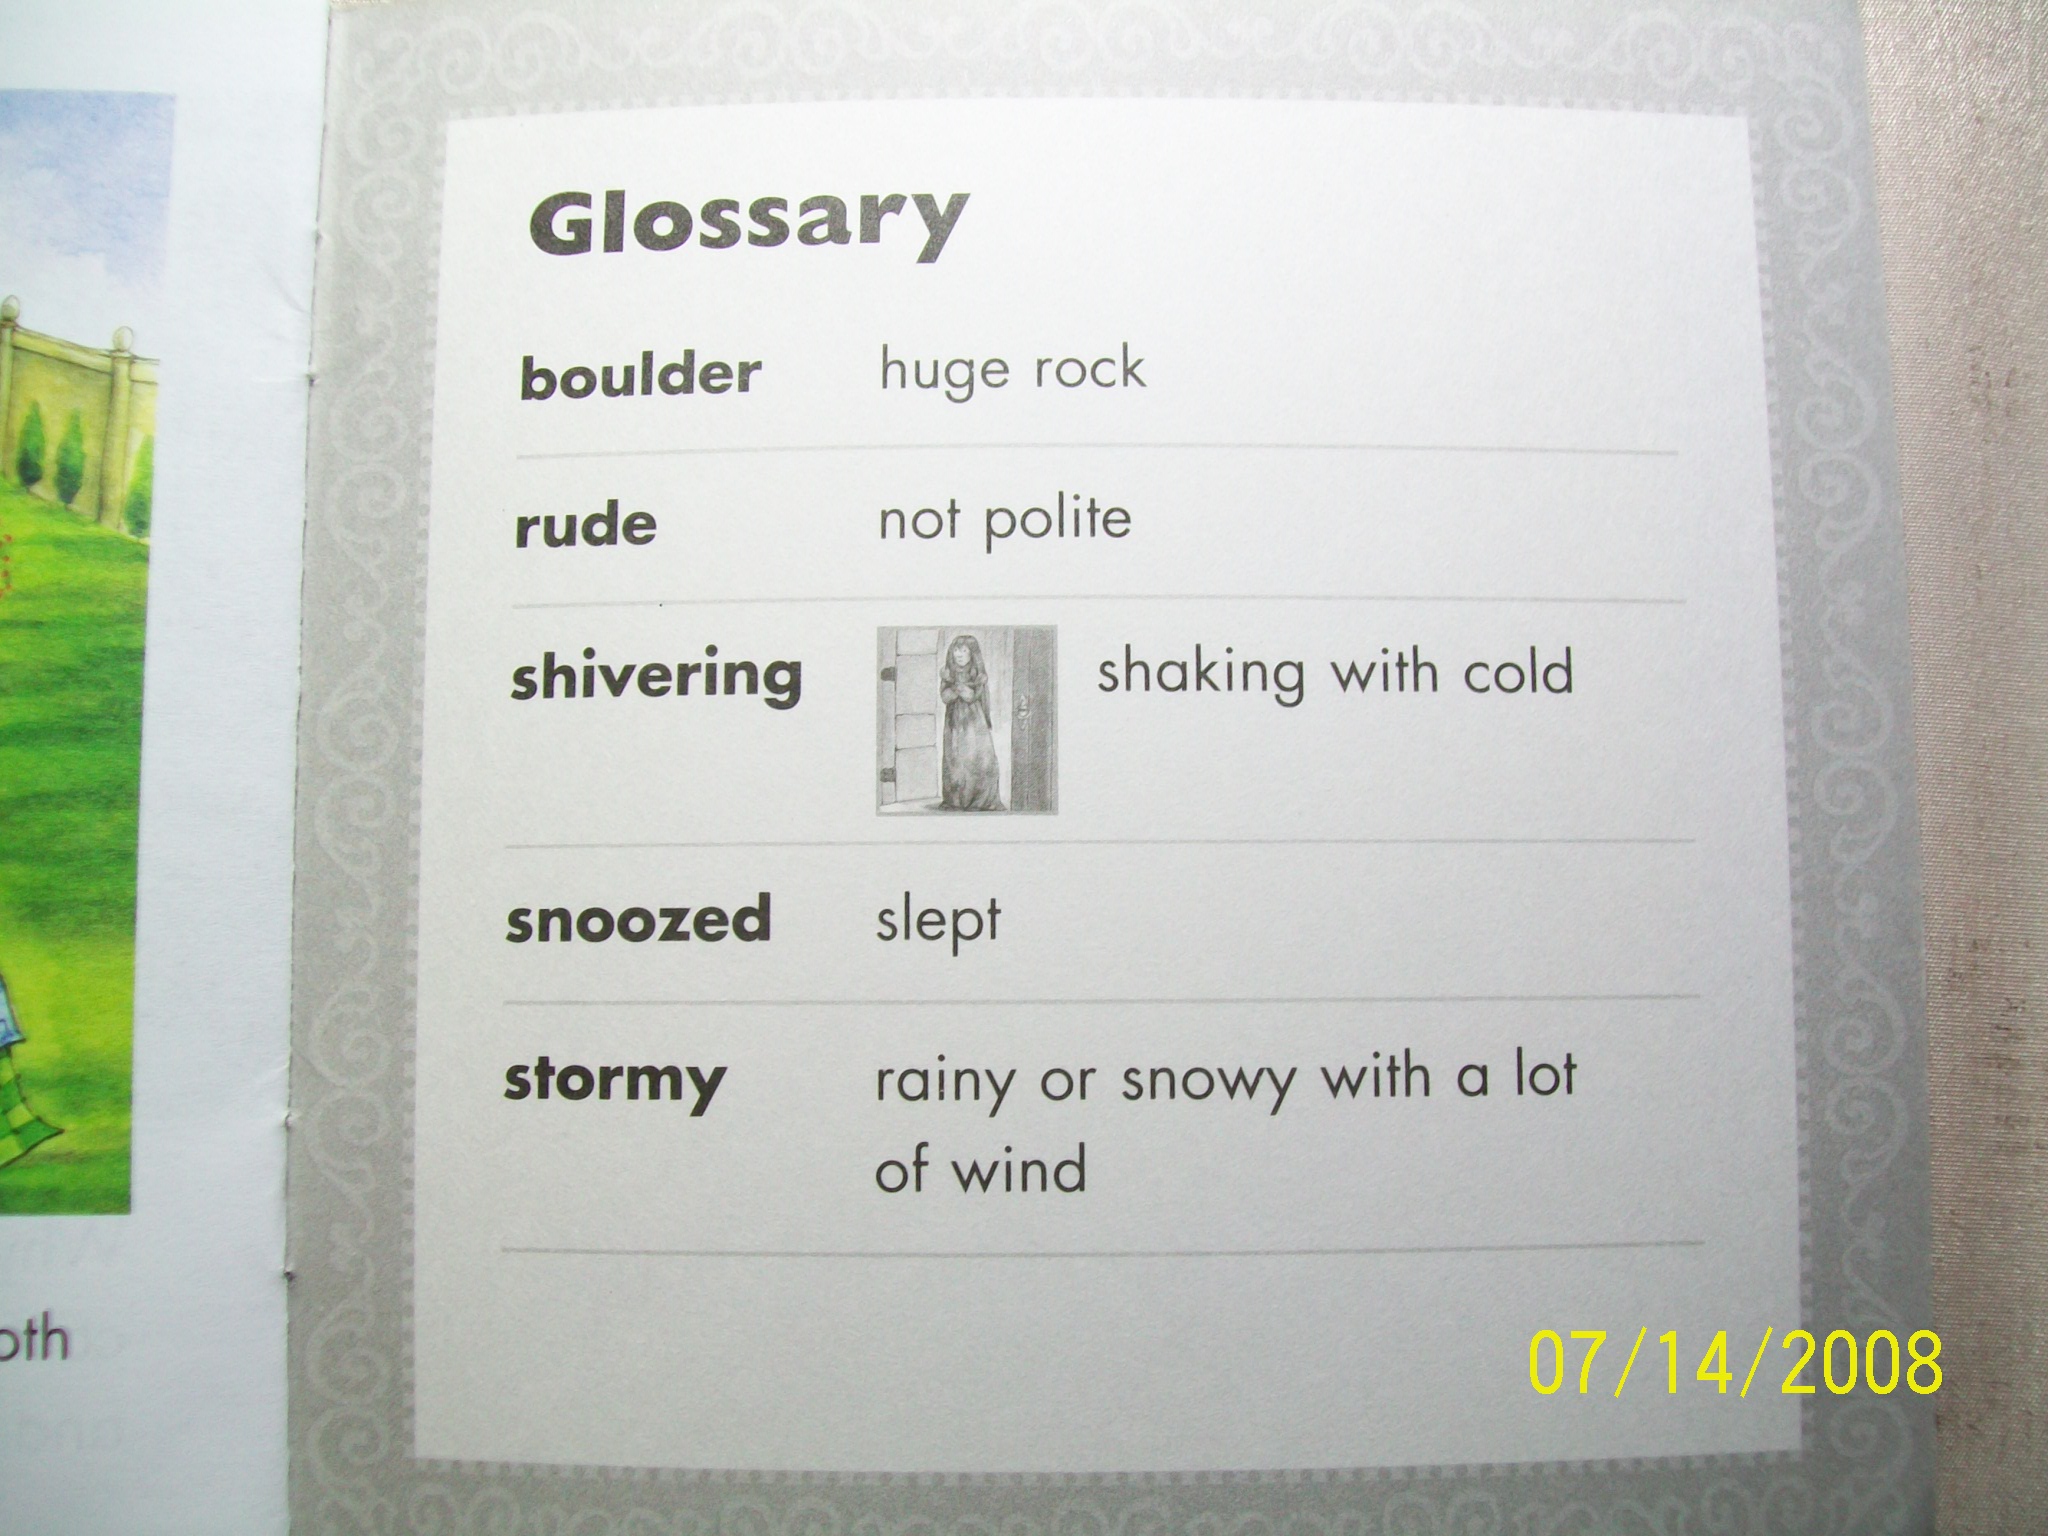 Glossary
boulder huge rock
rude not polite
shivering shaking with cold
snoozed slept
stormy rainy or snowy with a lot
of wind
07/14/2008